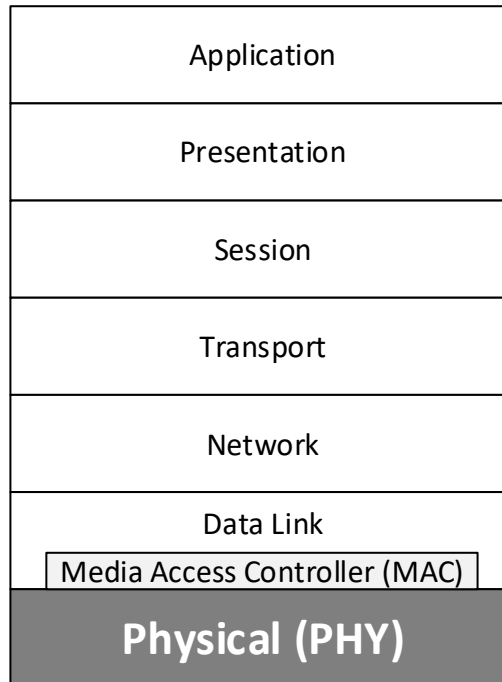 Application
Presentation
Session
Transport
Network
Data Link
Media Access Controller (MAC)
Physical (PHY)